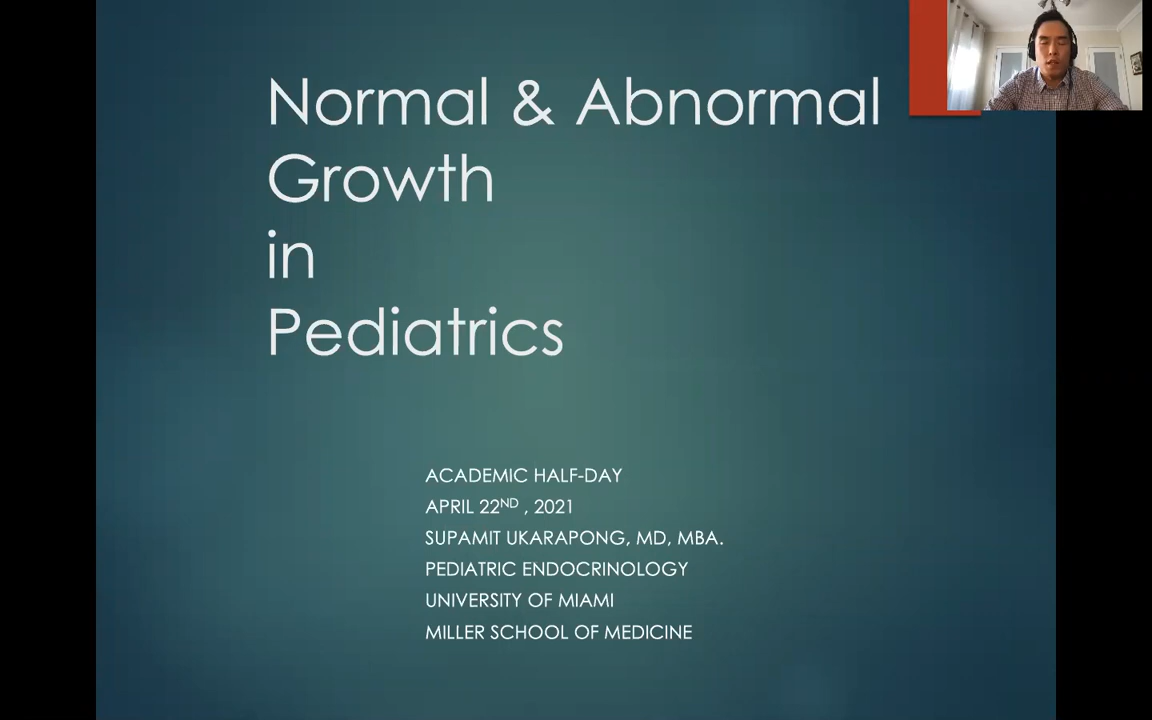 Normal & Abnormal
Growth
in
Pediatrics
ACADEMIC HALF-DAY
APRIL 22ND , 2021
SUPAMIT UKARAPONG, MD, MBA.
PEDIATRIC ENDOCRINOLOGY
UNIVERSITY OF MIAMI
MILLER SCHOOL OF MEDICINE